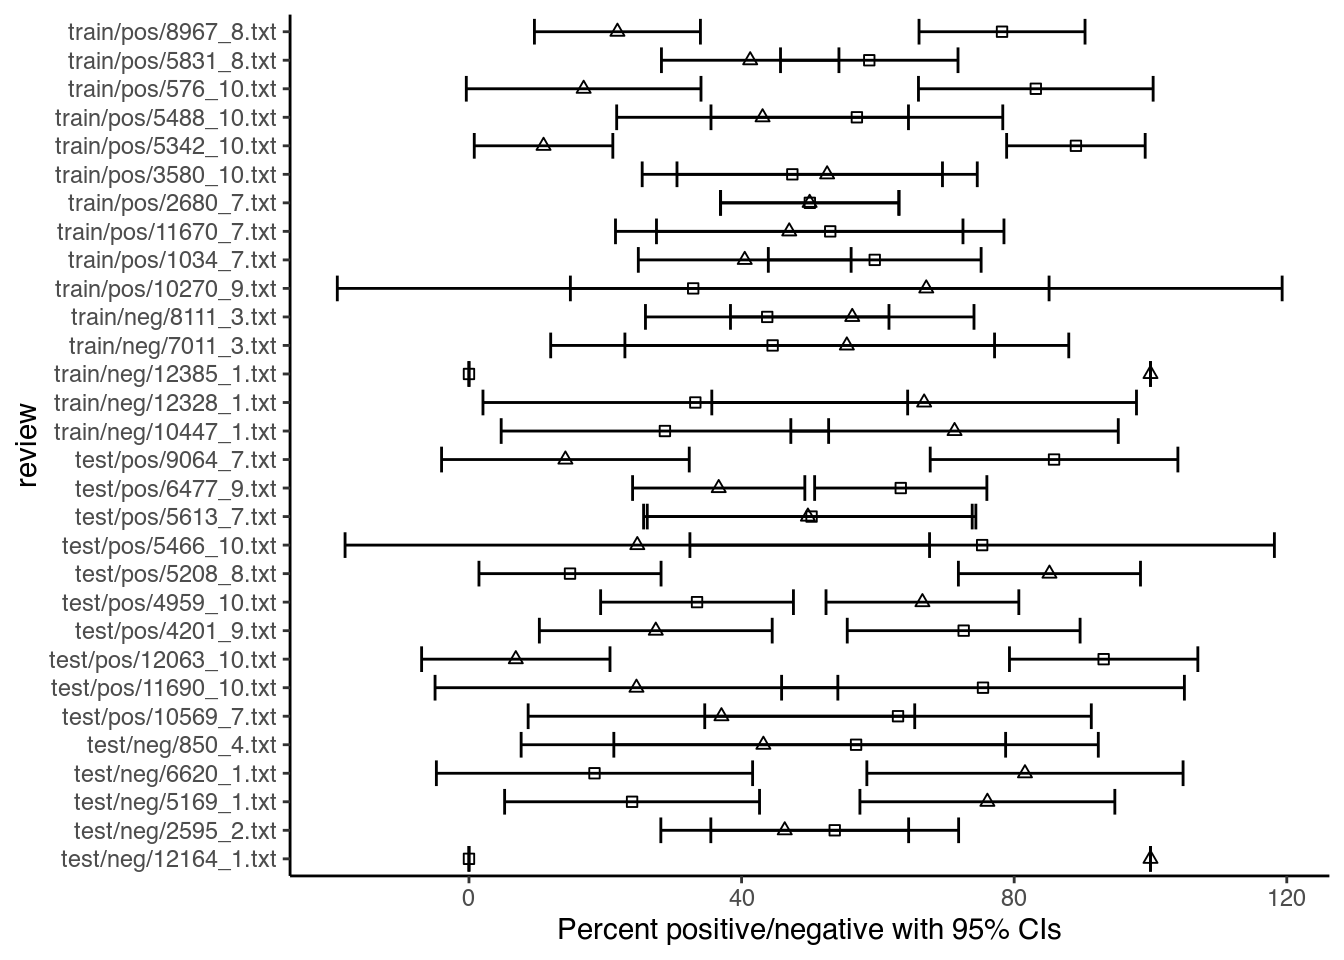 train/pos/8967_8.txt
train/pos/5831_8.txt
train/pos/576_10.txt
train/pos/5488_10.txt
train/pos/5342_10.txt
train/pos/3580_10.txt
train/pos/2680_7.txt
train/pos/11670_7.txt
train/pos/1034_7.txt
train/pos/10270_9.txt
train/neg/8111_3.txt
train/neg/7011_3.txt
train/neg/12385_1.txt
train/neg/12328_1.txt
train/neg/10447_1.txt
test/pos/9064_7.txt
test/pos/6477_9.txt
test/pos/5613_7.txt
test/pos/5466_10.txt
test/pos/5208_8.txt
test/pos/4959_10.txt
test/pos/4201_9.txt
test/pos/12063_10.txt
test/pos/11690_10.txt
test/pos/10569_7.txt
test/neg/850_4.txt
test/neg/6620_1.txt
test/neg/5169_1.txt
test/neg/2595_2.txt
test/neg/12164_1.txt
review
0 40 80 120
Percent positive/negative with 95% CIs